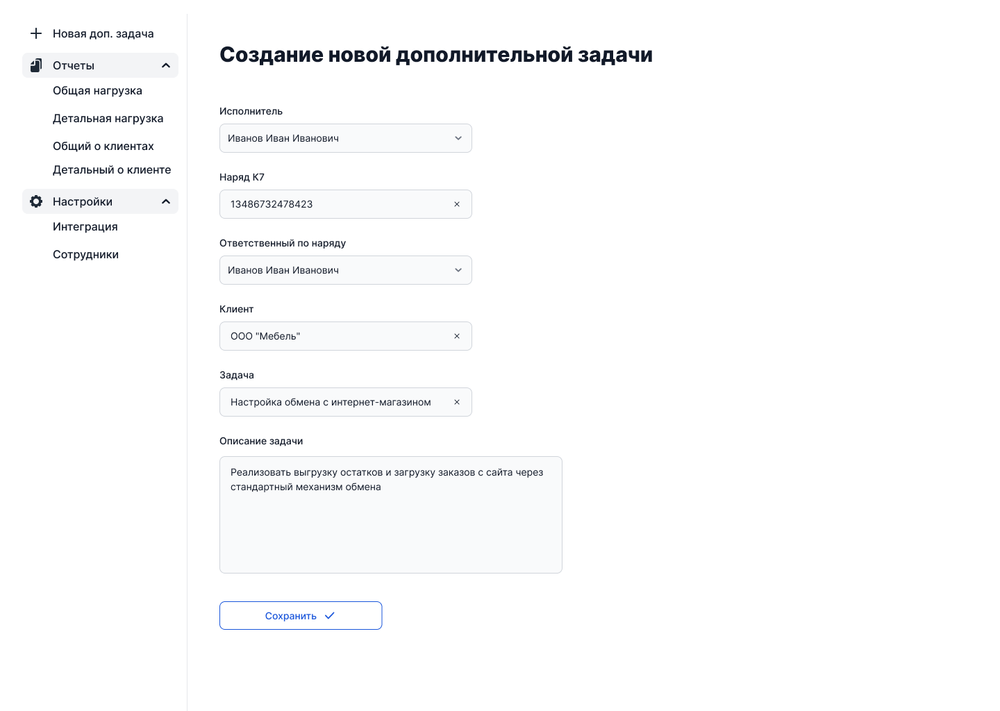 Новая доп. задача
Отчеты
Общая нагрузка
Детальная нагрузка
Общий о клиентах
Детальный о клиенте
Настройки
Интеграция
Сотрудники
Создание новой дополнительной задачи
Исполнитель
Иванов Иван Иванович
Наряд К7
13486732478423
Ответственный по наряду
Иванов Иван Иванович
Клиент
ООО "Мебель"
Задача
Настройка обмена с интернет-магазином
Описание задачи
Реализовать выгрузку остатков и загрузку заказов с сайта через
стандартный механизм обмена
Сохранить